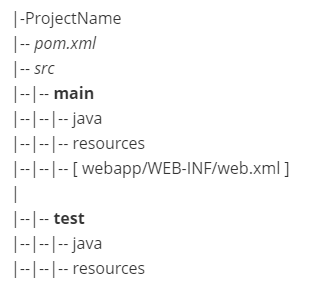 |-ProjectName
|-- pom.xml
|-- src
|--|-- main
|--|--|-- java
|--|--|-- resources
|--|--|-- [ webapp/WEB-INF/web.xml ]
|
|--|-- test
|--|--|-- java
|--|--|-- resources